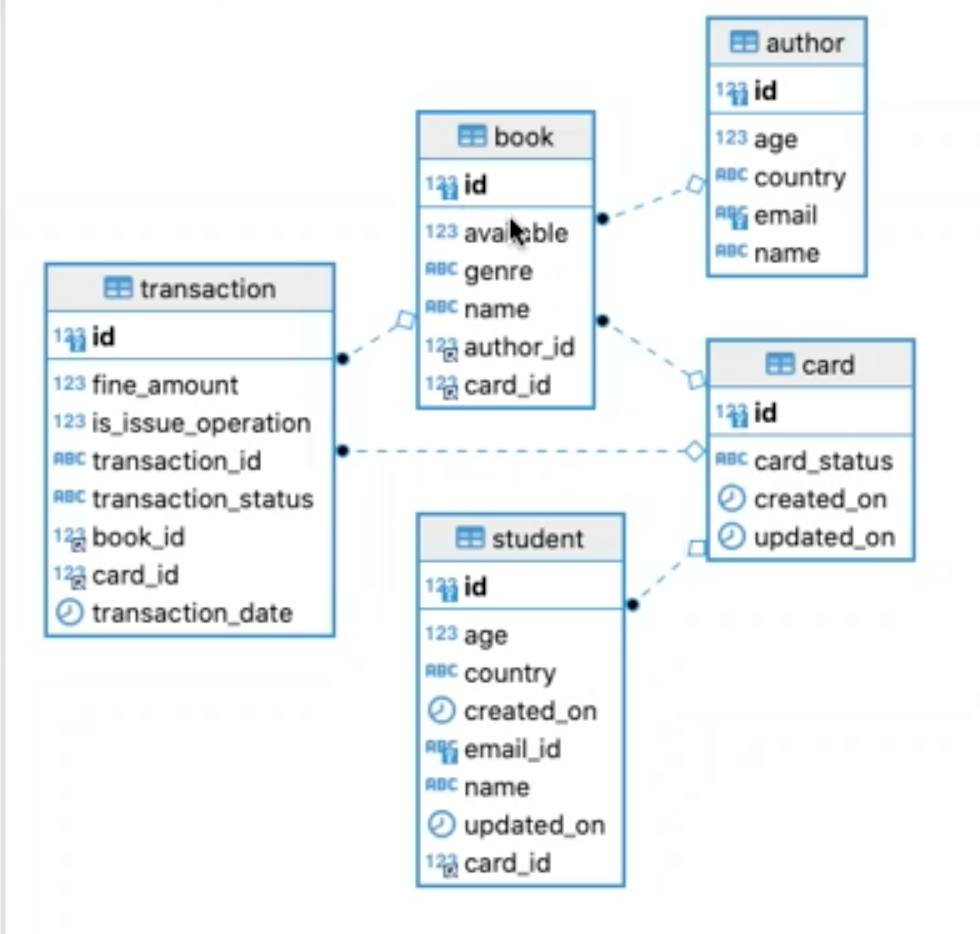 author
123 id
123 age
ABC country
ABC email
ABC name
book
123 id
123 available
ABC genre
ABC name
123 author_id
123 card_id
transaction
123 id
123 fine_amount
123 is_issue_operation
ABC transaction_id
ABC transaction_status
123 book_id
123 card_id
transaction_date
card
123 id
ABC card_status
created_on
updated_on
student
123 id
123 age
ABC country
created_on
ABC email_id
ABC name
updated_on
123 card_id